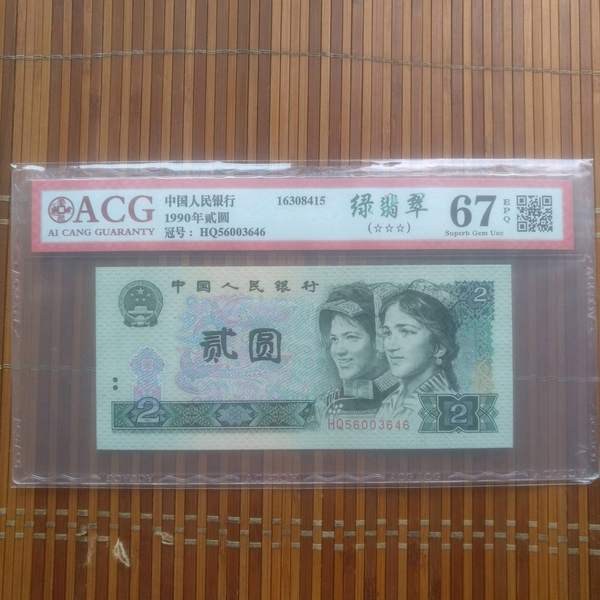 ACG
AI CANG GUARANTY
中国人民银行
1990年贰圆
冠号：HQ56003646
16308415
绿翡翠
(☆☆☆)
67
EPQ
Superb Gem Unc
中国人民银行
2
贰圆
2
HQ56003646
2